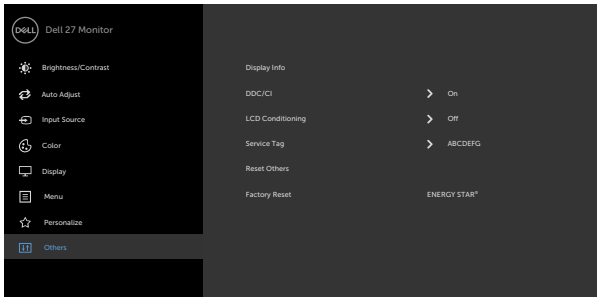 DELL Dell 27 Monitor
Brightness/Contrast
Auto Adjust
Input Source
Color
Display
Menu
Personalize
Others
Display Info
DDC/CI On
LCD Conditioning Off
Service Tag ABCDEFG
Reset Others
Factory Reset ENERGY STAR®